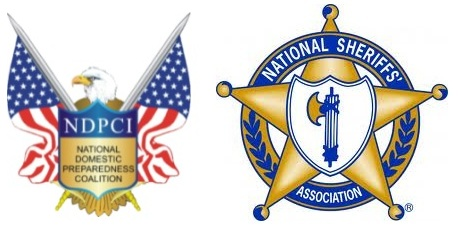 NDPCI
NATIONAL
DOMESTIC
PREPAREDNESS
COALITION
NATIONAL SHERIFFS'
ASSOCIATION
®